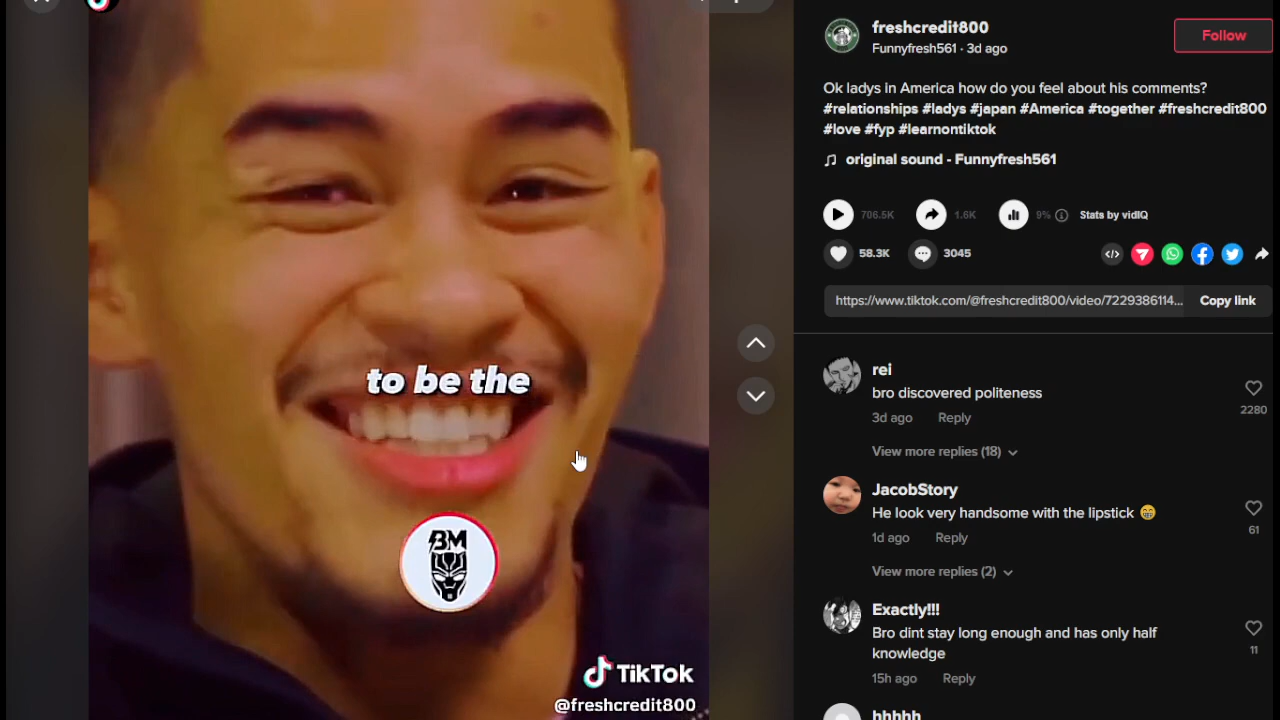 to be the
BM
TikTok
@freshcredit800
freshcredit800
Funnyfresh561 · 3d ago
Follow
Ok ladys in America how do you feel about his comments?
#relationships #ladys #japan #America #together #freshcredit800
#love #fyp #learnontiktok
original sound - Funnyfresh561
706.5K
1.6K
9%
Stats by vidIQ
58.3K
3045
https://www.tiktok.com/@freshcredit800/video/7229386114...
Copy link
rei
bro discovered politeness
3d ago
Reply
2280
View more replies (18)
JacobStory
He look very handsome with the lipstick 😁
1d ago
Reply
61
View more replies (2)
Exactly!!!
Bro dint stay long enough and has only half
knowledge
15h ago
Reply
11
hhhhh